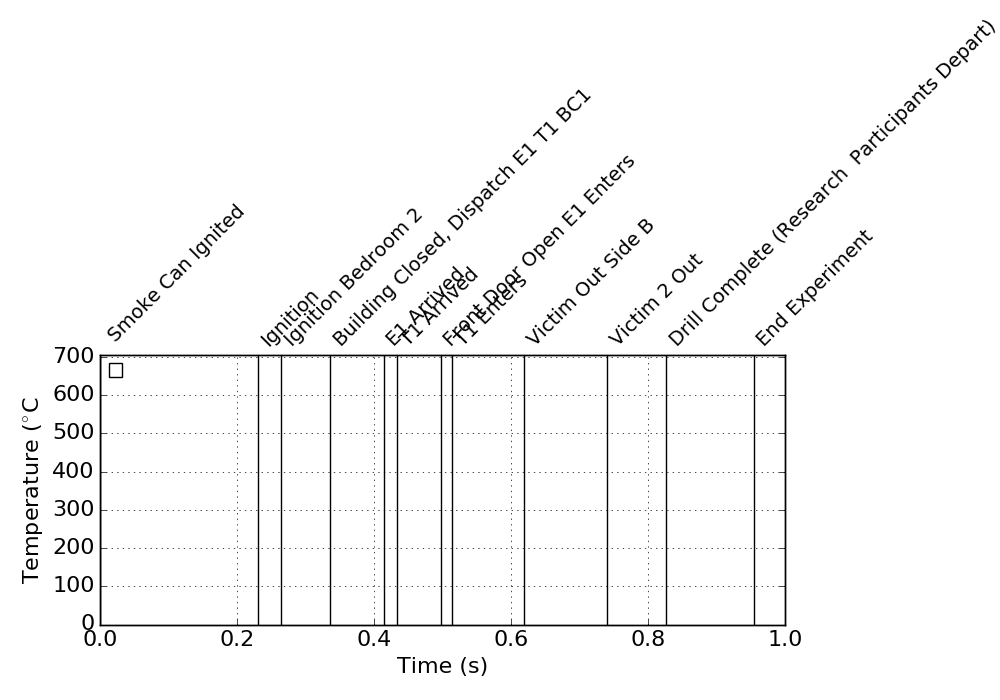 Smoke Can Ignited
Ignition
Ignition Bedroom 2
Building Closed, Dispatch E1 T1 BC1
E1 Arrived
T1 Arrived
Front Door Open E1 Enters
T1 Enters
Victim Out Side B
Victim 2 Out
Drill Complete (Research  Participants Depart)
End Experiment
700
600
500
400
300
200
100
0
Temperature (°C
0.0 0.2 0.4 0.6 0.8 1.0
Time (s)